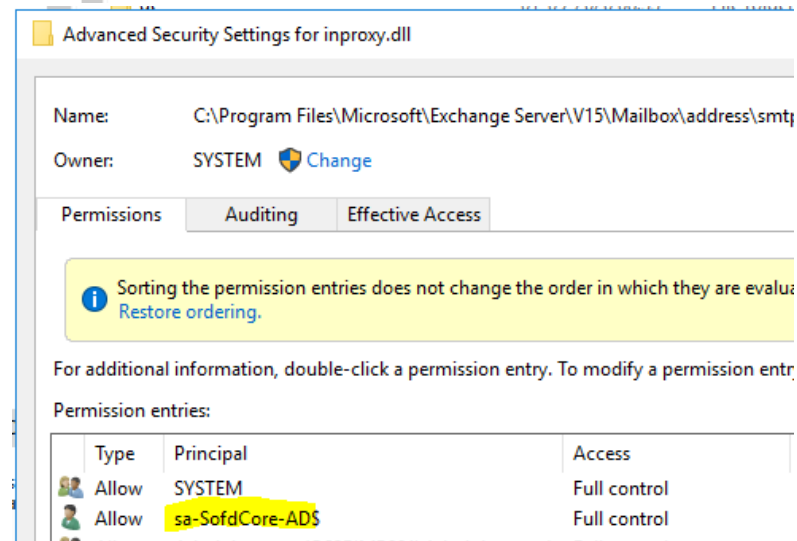 Advanced Security Settings for inproxy.dll
Name: C:\Program Files\Microsoft\Exchange Server\V15\Mailbox\address\smtp
Owner: SYSTEM Change
Permissions Auditing Effective Access
Sorting the permission entries does not change the order in which they are evalua
Restore ordering.
For additional information, double-click a permission entry. To modify a permission entry
Permission entries:
Type Principal Access
Allow SYSTEM Full control
Allow sa-SofdCore-AD$ Full control